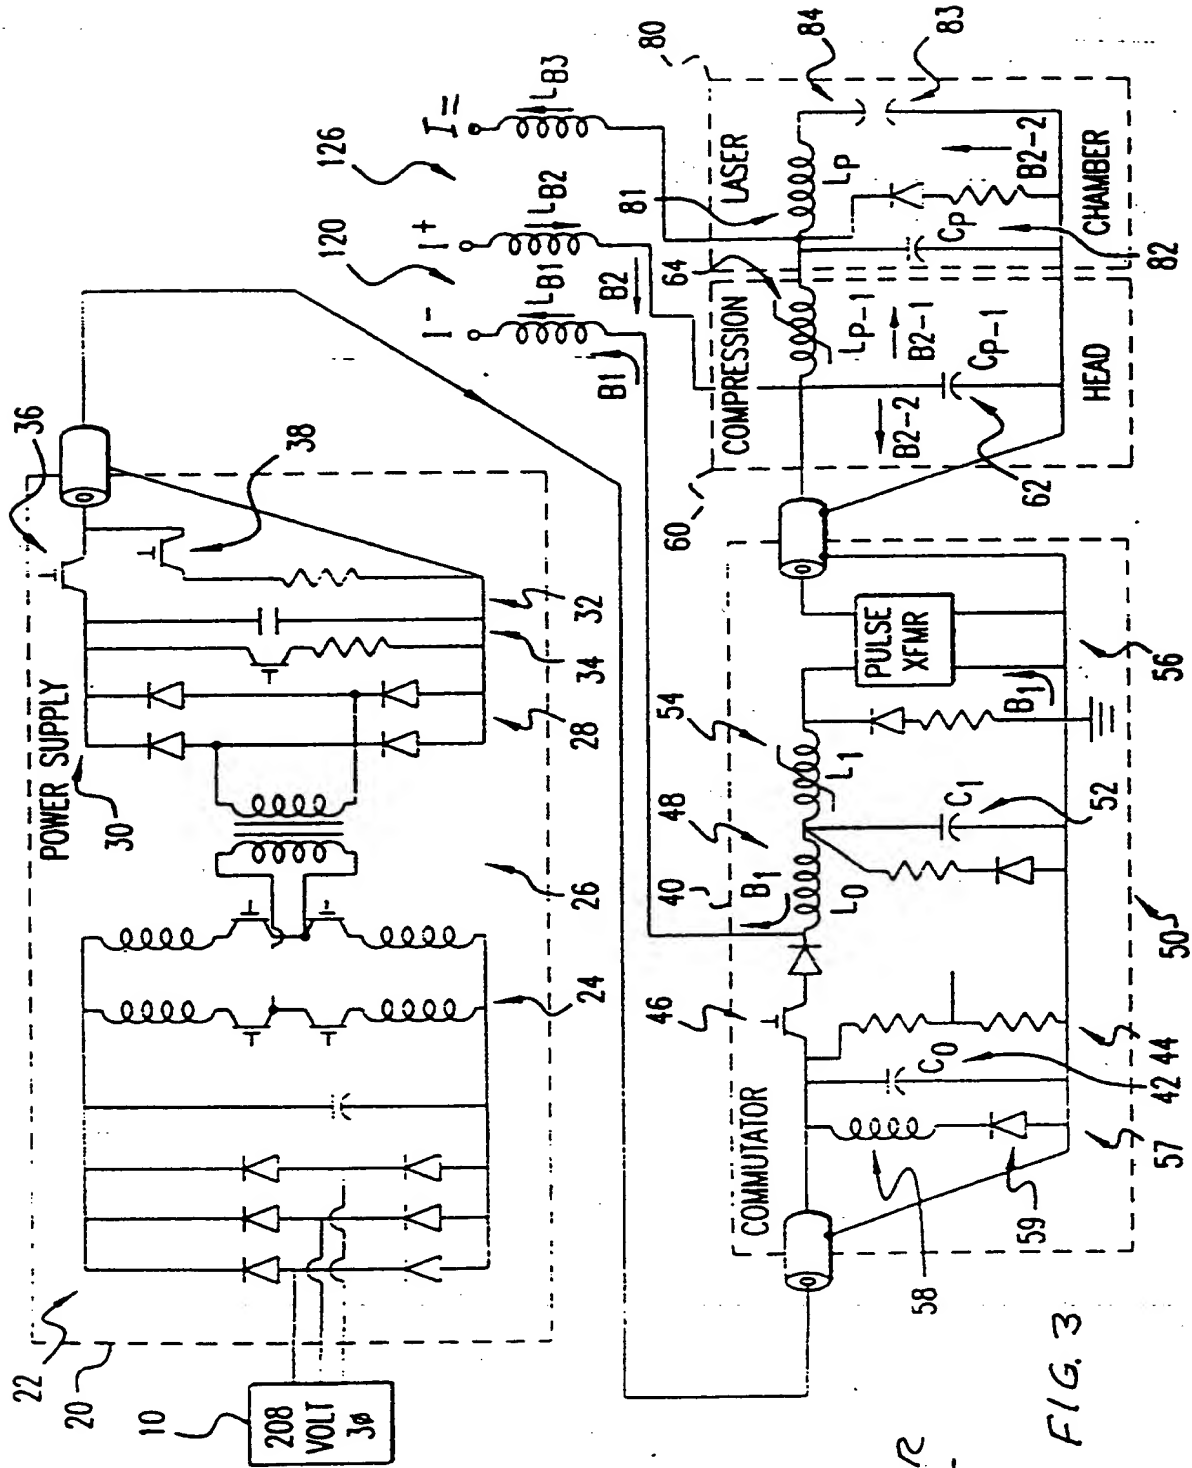 22
20
10
208
VOLT
3ø
POWER SUPPLY
30
36
38
24
26
28
34
32
120
126
I-
I+
I=
LB1
LB2
LB3
B1
B2
COMMUTATOR
46
40
B1
48
54
L0
L1
C0
C1
PULSE
XFMR
B1
58
59
57
42
44
50
52
56
60
COMPRESSION
HEAD
64
LP-1
B2-1
B2-2
CP-1
62
80
LASER
CHAMBER
81
LP
84
83
CP
B2-2
82
R
FIG. 3